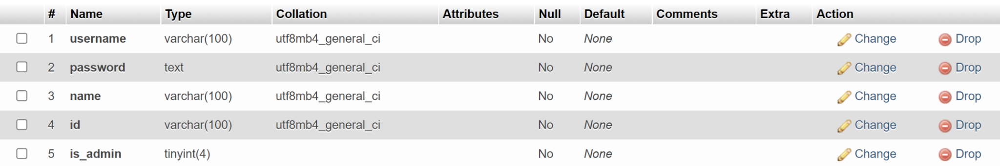 # Name Type Collation Attributes Null Default Comments Extra Action
1 username varchar(100) utf8mb4_general_ci No None Change Drop
2 password text utf8mb4_general_ci No None Change Drop
3 name varchar(100) utf8mb4_general_ci No None Change Drop
4 id varchar(100) utf8mb4_general_ci No None Change Drop
5 is_admin tinyint(4) No None Change Drop